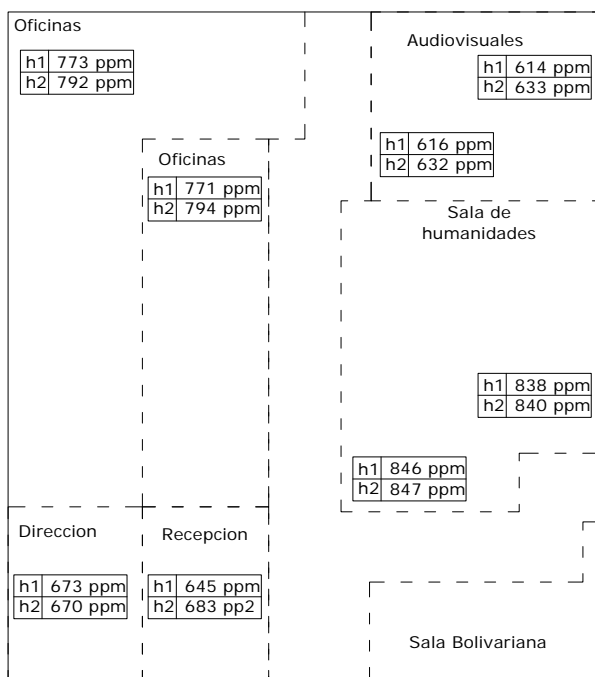 Oficinas
h1 773 ppm
h2 792 ppm
Audiovisuales
h1 614 ppm
h2 633 ppm
h1 616 ppm
h2 632 ppm
Oficinas
h1 771 ppm
h2 794 ppm
Sala de
humanidades
h1 838 ppm
h2 840 ppm
h1 846 ppm
h2 847 ppm
Direccion
h1 673 ppm
h2 670 ppm
Recepcion
h1 645 ppm
h2 683 pp2
Sala Bolivariana